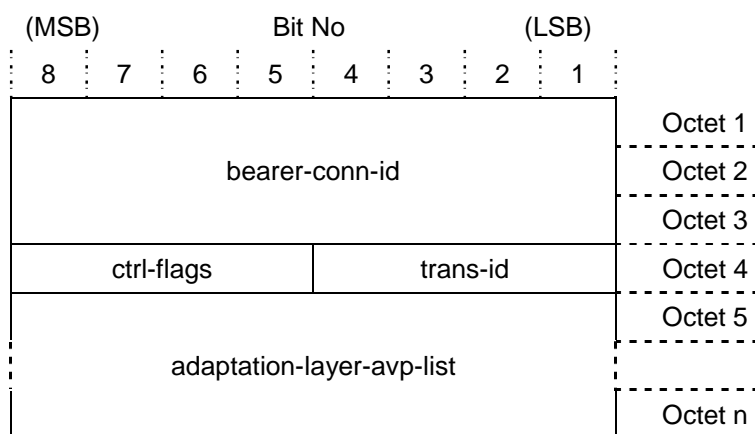 (MSB) Bit No (LSB)
8 7 6 5 4 3 2 1
Octet 1
bearer-conn-id Octet 2
Octet 3
ctrl-flags trans-id Octet 4
Octet 5
adaptation-layer-avp-list
Octet n